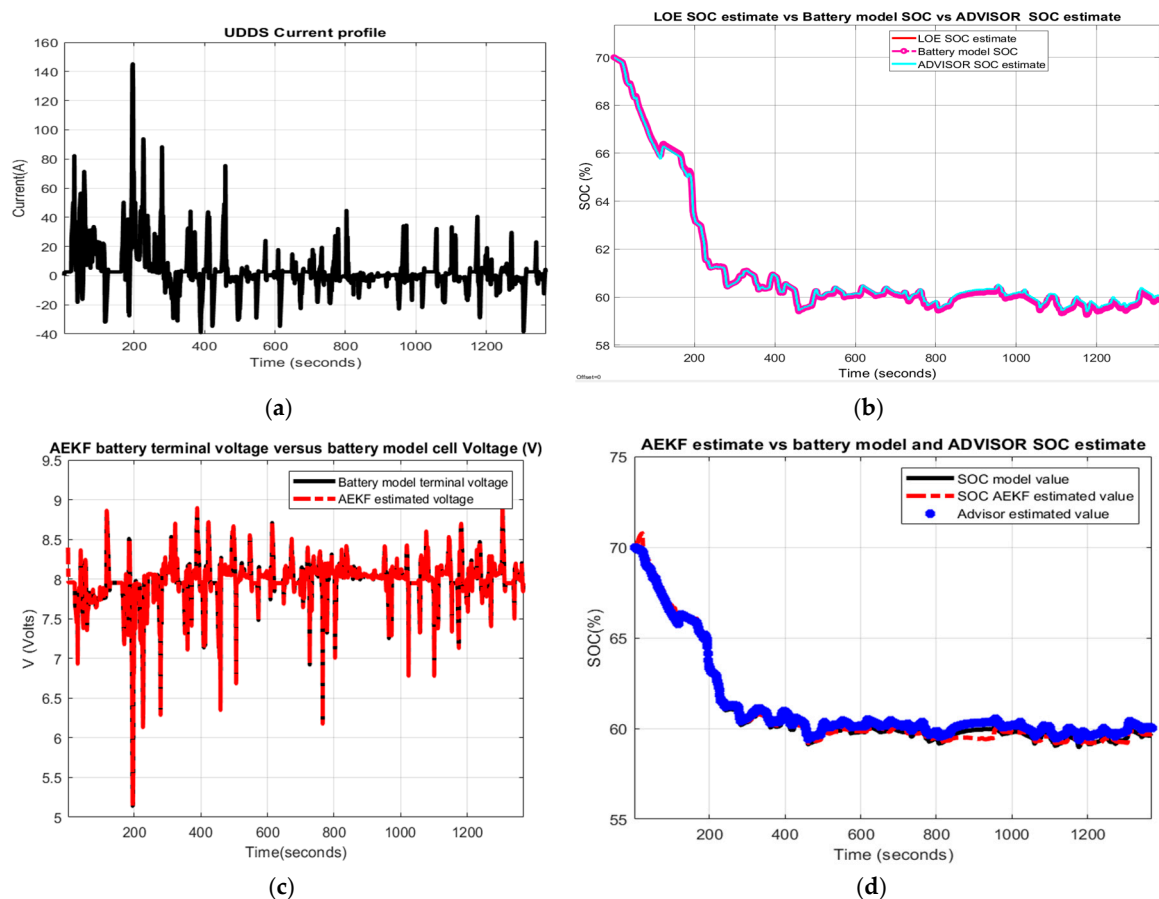 UDDS Current profile
160
140
120
100
80
60
40
20
0
-20
-40
Current(A)
200
400
600
800
1000
1200
Time (seconds)
(a)
LOE SOC estimate vs Battery model SOC vs ADVISOR SOC estimate
LOE SOC estimate
Battery model SOC
ADVISOR SOC estimate
70
68
66
64
62
60
58
SOC (%)
0
200
400
600
800
1000
1200
Time (seconds)
Offset=0
(b)
AEKF battery terminal voltage versus battery model cell Voltage (V)
Battery model terminal voltage
AEKF estimated voltage
9.5
9
8.5
8
7.5
7
6.5
6
5.5
5
V (Volts)
200
400
600
800
1000
1200
Time(seconds)
(c)
AEKF estimate vs battery model and ADVISOR SOC estimate
SOC model value
SOC AEKF estimated value
Advisor estimated value
75
70
65
60
55
SOC(%)
200
400
600
800
1000
1200
Time (seconds)
(d)